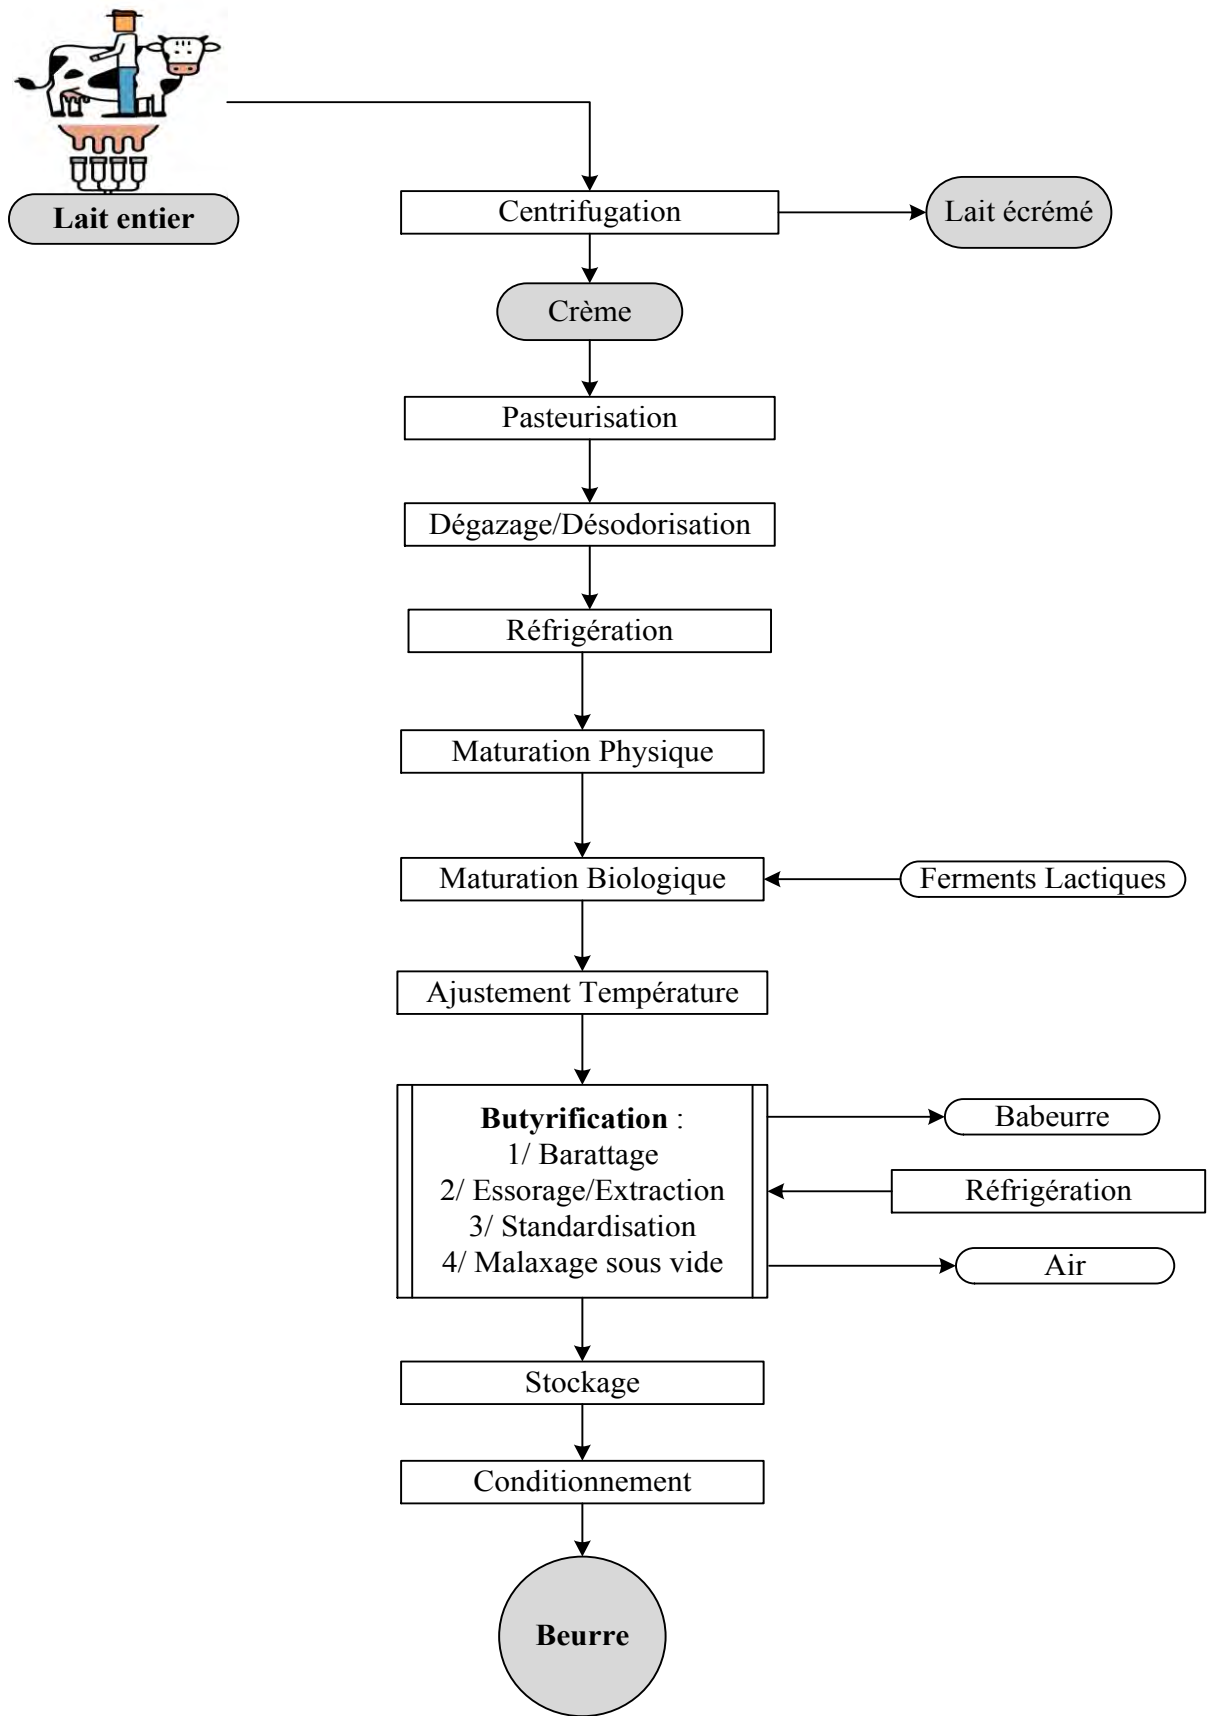 Lait entier
Centrifugation
Lait écrémé
Crème
Pasteurisation
Dégazage/Désodorisation
Réfrigération
Maturation Physique
Maturation Biologique
Ferments Lactiques
Ajustement Température
Butyrification :
1/ Barattage
2/ Essorage/Extraction
3/ Standardisation
4/ Malaxage sous vide
Babeurre
Réfrigération
Air
Stockage
Conditionnement
Beurre